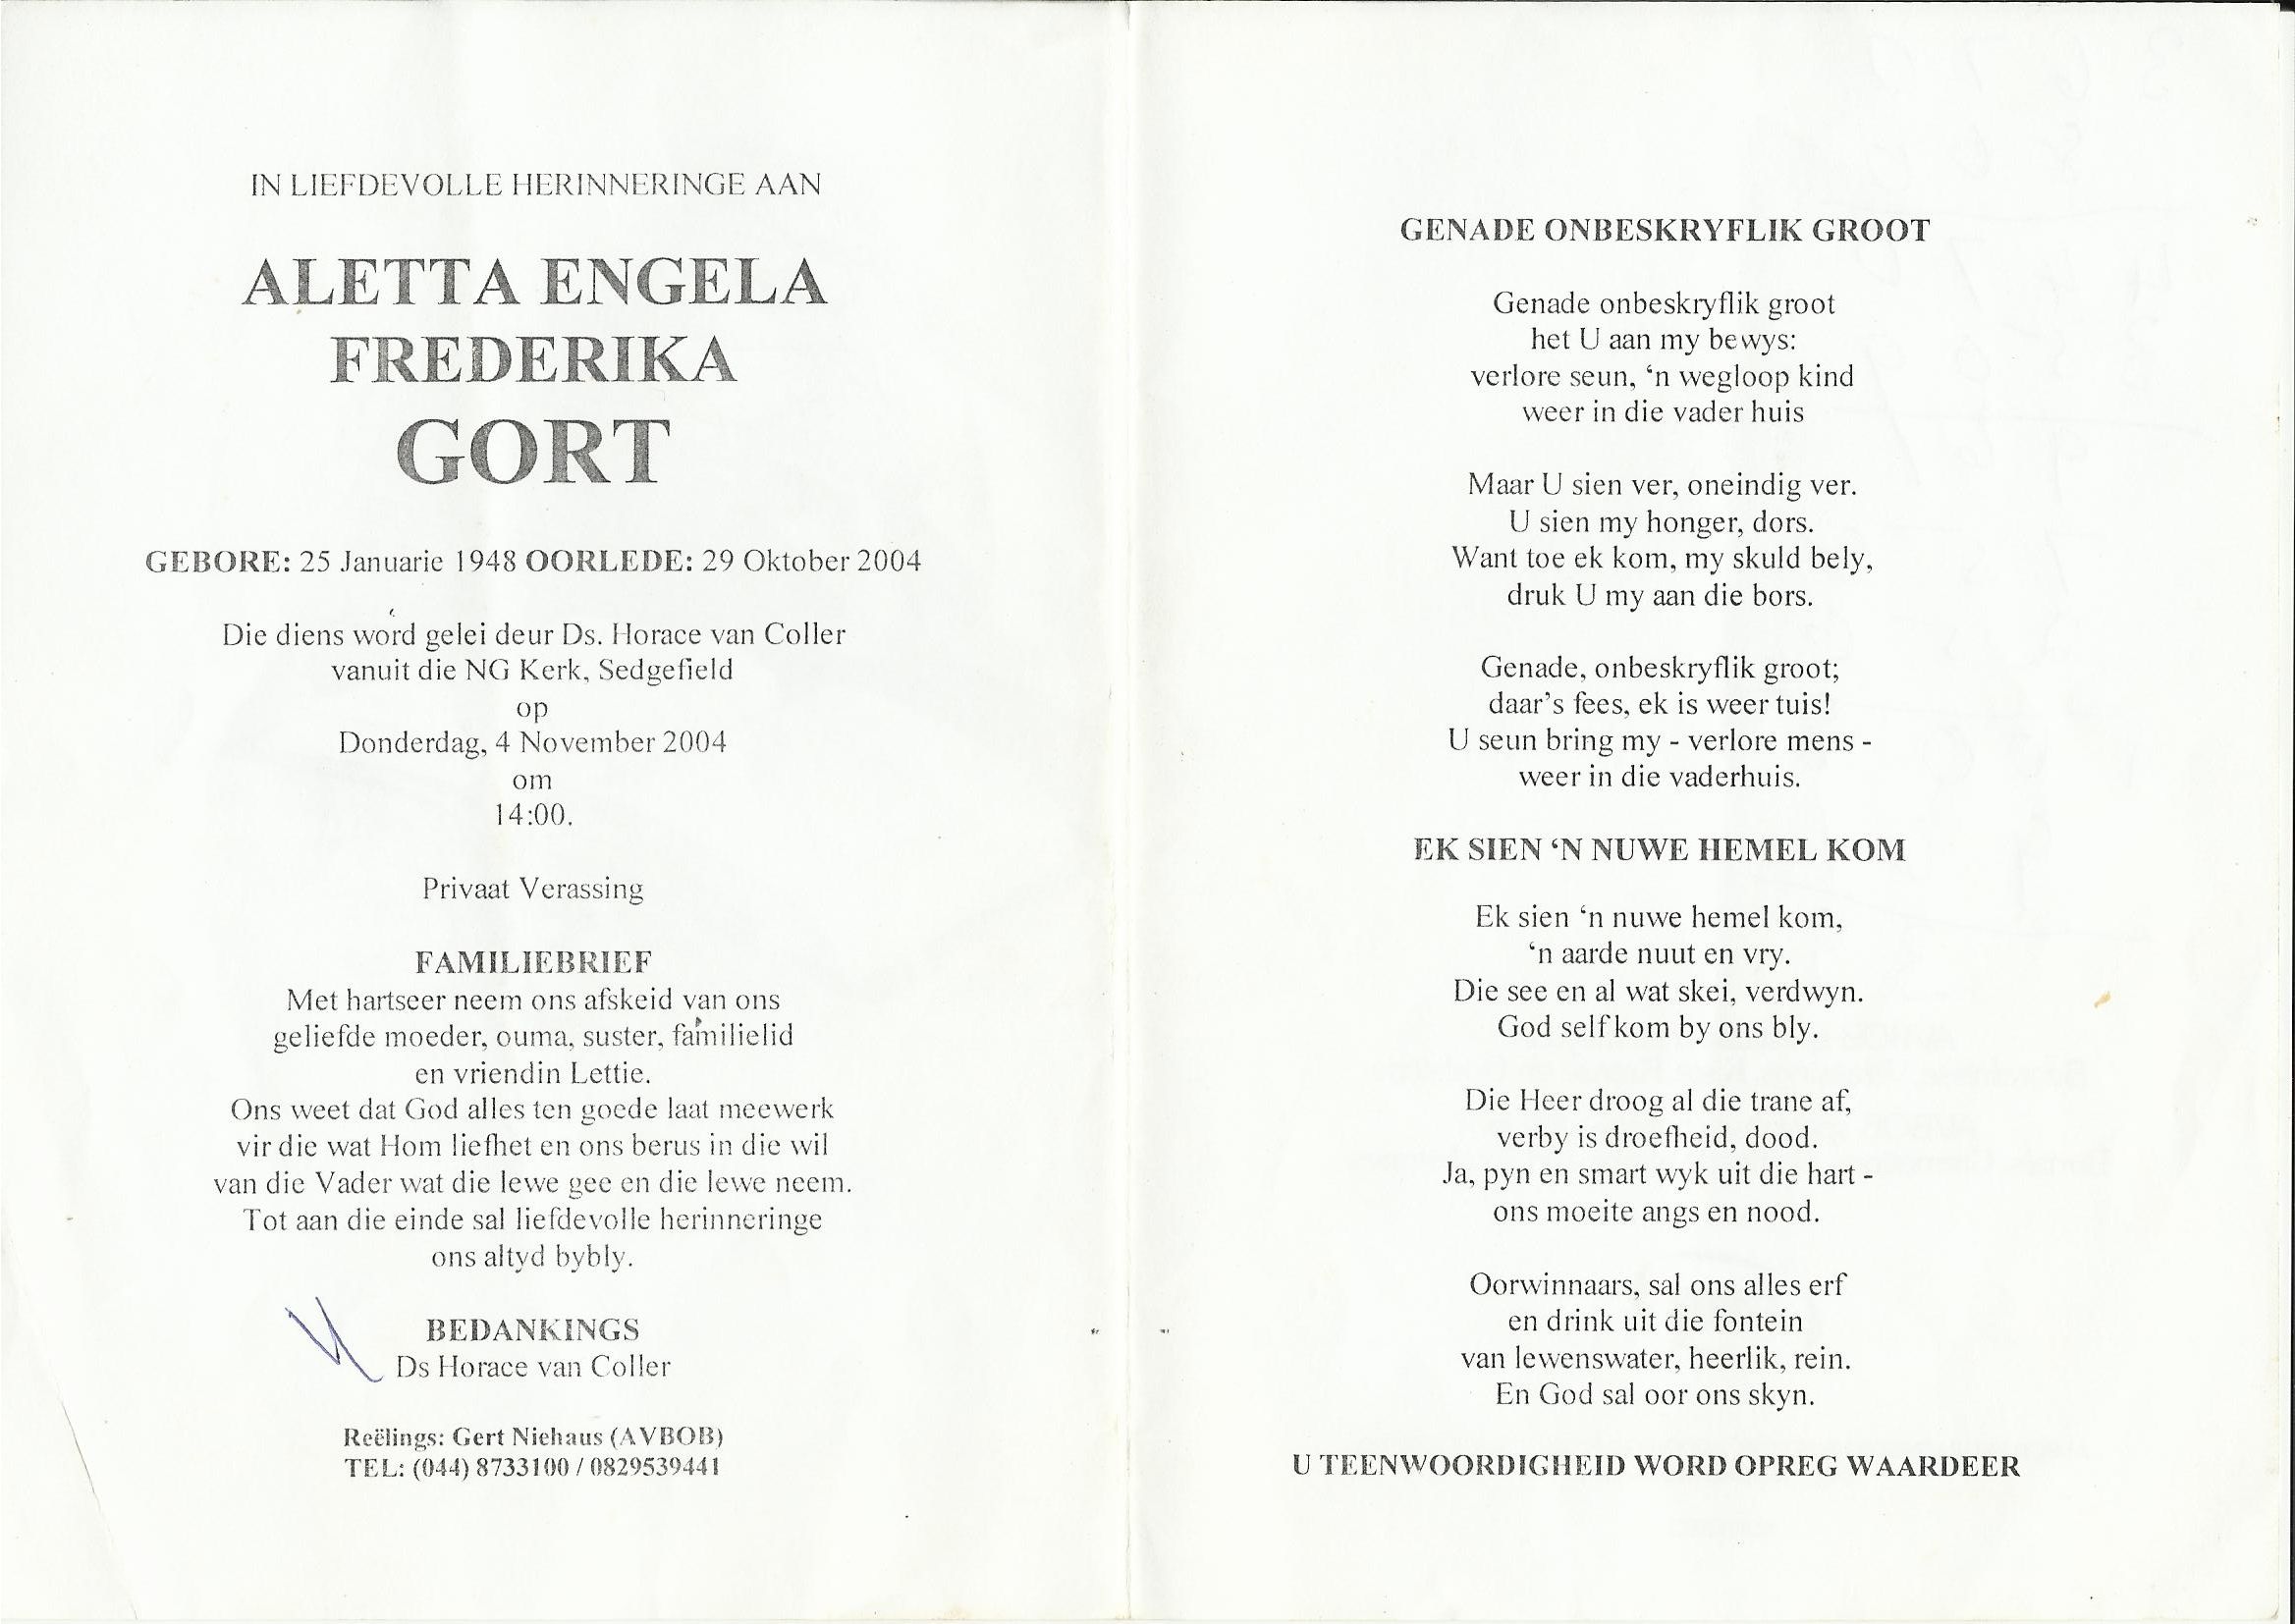 IN LIEFDEVOLLE HERINNERINGE AAN
ALETTA ENGELA
FREDERIKA
GORT
GEBORE: 25 Januarie 1948 OORLEDE: 29 Oktober 2004
Die diens word gelei deur Ds. Horace van Coller
vanuit die NG Kerk, Sedgefield
op
Donderdag, 4 November 2004
om
14:00.
Privaat Verassing
FAMILIEBRIEF
Met hartseer neem ons afskeid van ons
geliefde moeder, ouma, suster, familielid
en vriendin Lettie.
Ons weet dat God alles ten goede laat meewerk
vir die wat Hom liefhet en ons berus in die wil
van die Vader wat die lewe gee en die lewe neem.
Tot aan die einde sal liefdevolle herinneringe
ons altyd bybly.
BEDANKINGS
Ds Horace van Coller
Reëlings: Gert Niehaus (AVBOB)
TEL: (044) 8733100 / 0829539441
GENADE ONBESKRYFLIK GROOT
Genade onbeskryflik groot
het U aan my bewys:
verlore seun, ‘n wegloop kind
weer in die vader huis
Maar U sien ver, oneindig ver.
U sien my honger, dors.
Want toe ek kom, my skuld bely,
druk U my aan die bors.
Genade, onbeskryflik groot;
daar’s fees, ek is weer tuis!
U seun bring my - verlore mens -
weer in die vaderhuis.
EK SIEN ‘N NUWE HEMEL KOM
Ek sien ‘n nuwe hemel kom,
‘n aarde nuut en vry.
Die see en al wat skei, verdwyn.
God self kom by ons bly.
Die Heer droog al die trane af,
verby is droefheid, dood.
Ja, pyn en smart wyk uit die hart -
ons moeite angs en nood.
Oorwinnaars, sal ons alles erf
en drink uit die fontein
van lewenswater, heerlik, rein.
En God sal oor ons skyn.
U TEENWOORDIGHEID WORD OPREG WAARDEER